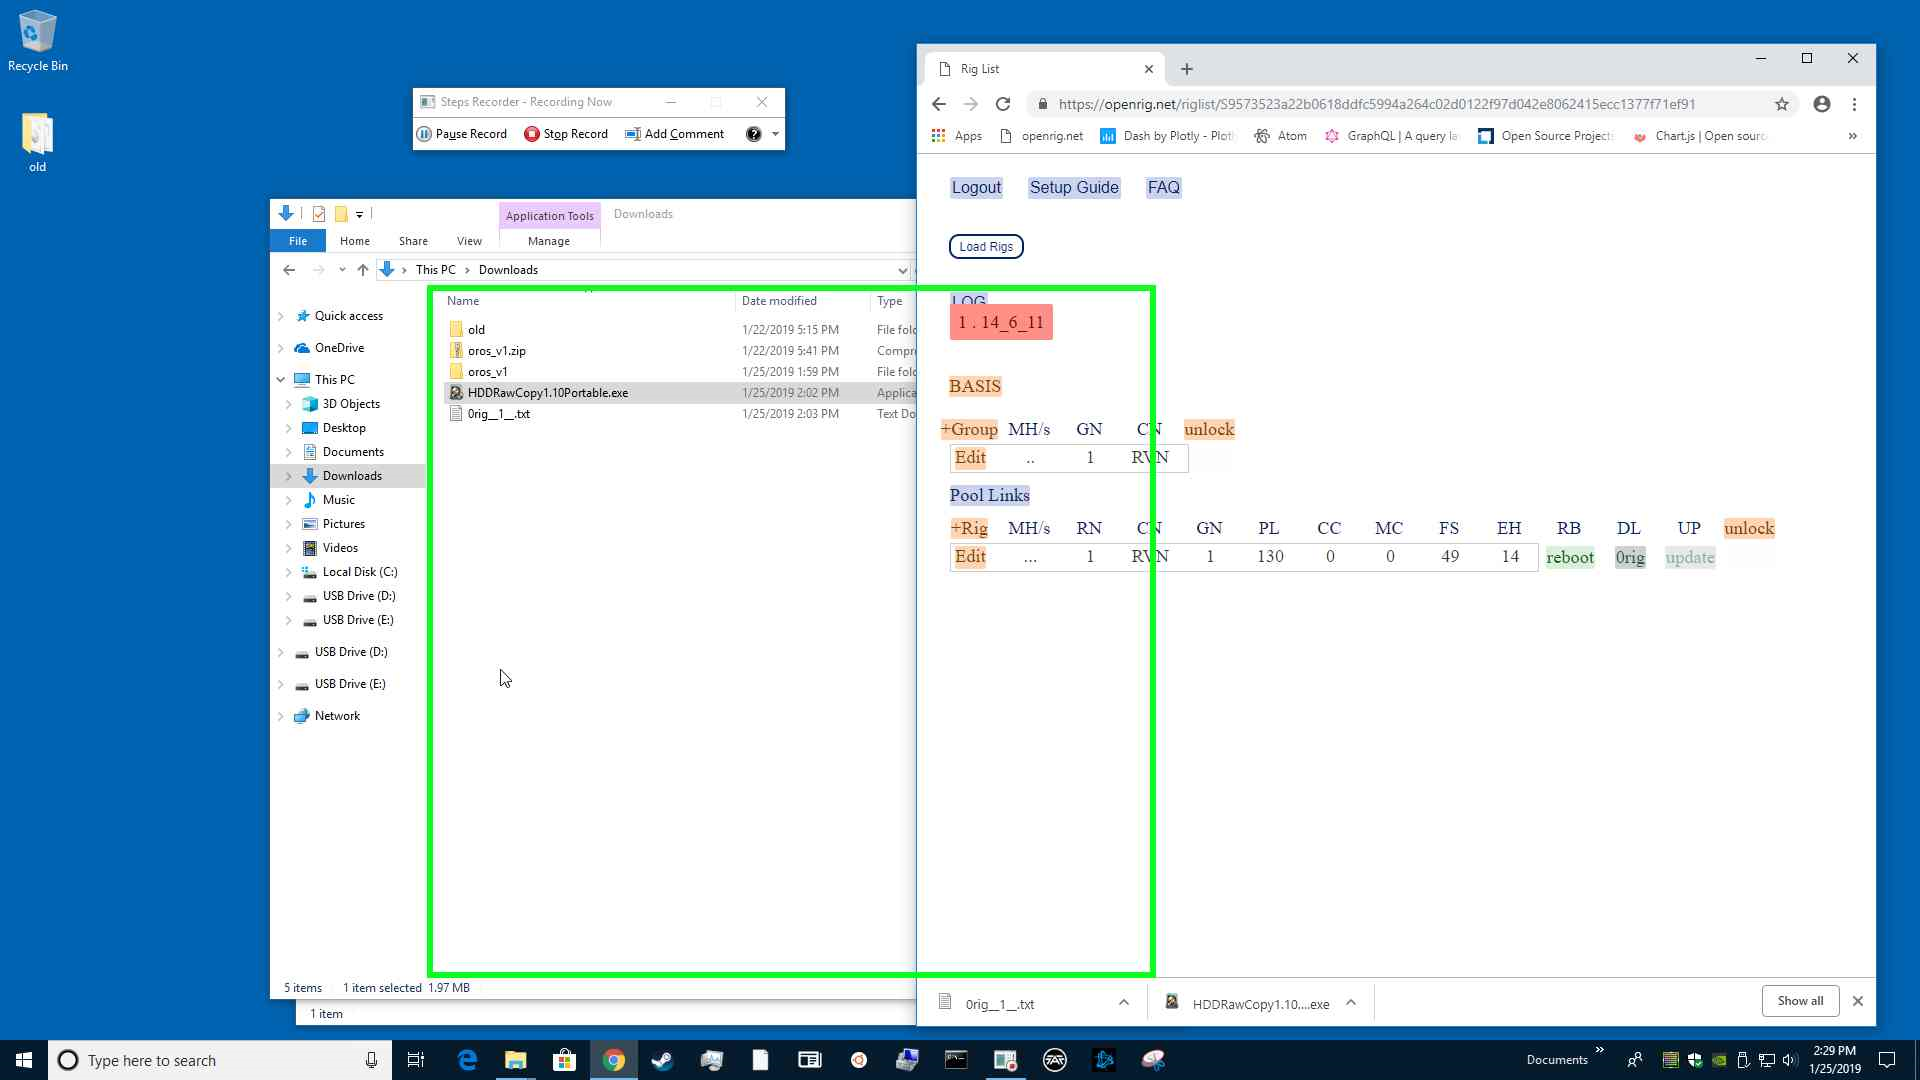 Recycle Bin
old
Steps Recorder - Recording Now
Pause Record Stop Record Add Comment
Application Tools Downloads
File Home Share View Manage
This PC Downloads
Name Date modified Type
old 1/22/2019 5:15 PM File fol
oros_v1.zip 1/22/2019 5:41 PM Compr
oros_v1 1/25/2019 1:59 PM File fol
HDDRawCopy1.10Portable.exe 1/25/2019 2:02 PM Applica
0rig__1__.txt 1/25/2019 2:03 PM Text Do
Quick access
OneDrive
This PC
3D Objects
Desktop
Documents
Downloads
Music
Pictures
Videos
Local Disk (C:)
USB Drive (D:)
USB Drive (E:)
USB Drive (D:)
USB Drive (E:)
Network
5 items 1 item selected 1.97 MB
1 item
Rig List
https://openrig.net/riglist/S9573523a22b0618ddfc5994a264c02d0122f97d042e8062415ecc1377f71ef91
Apps openrig.net Dash by Plotly - Plotl Atom GraphQL | A query la Open Source Projects Chart.js | Open sourc
Logout Setup Guide FAQ
Load Rigs
LOG
1 . 14_6_11
BASIS
+Group MH/s GN CN unlock
Edit .. 1 RVN
Pool Links
+Rig MH/s RN CN GN PL CC MC FS EH RB DL UP unlock
Edit ... 1 RVN 1 130 0 0 49 14 reboot 0rig update
0rig__1__.txt HDDRawCopy1.10....exe Show all
Type here to search
Documents
2:29 PM
1/25/2019